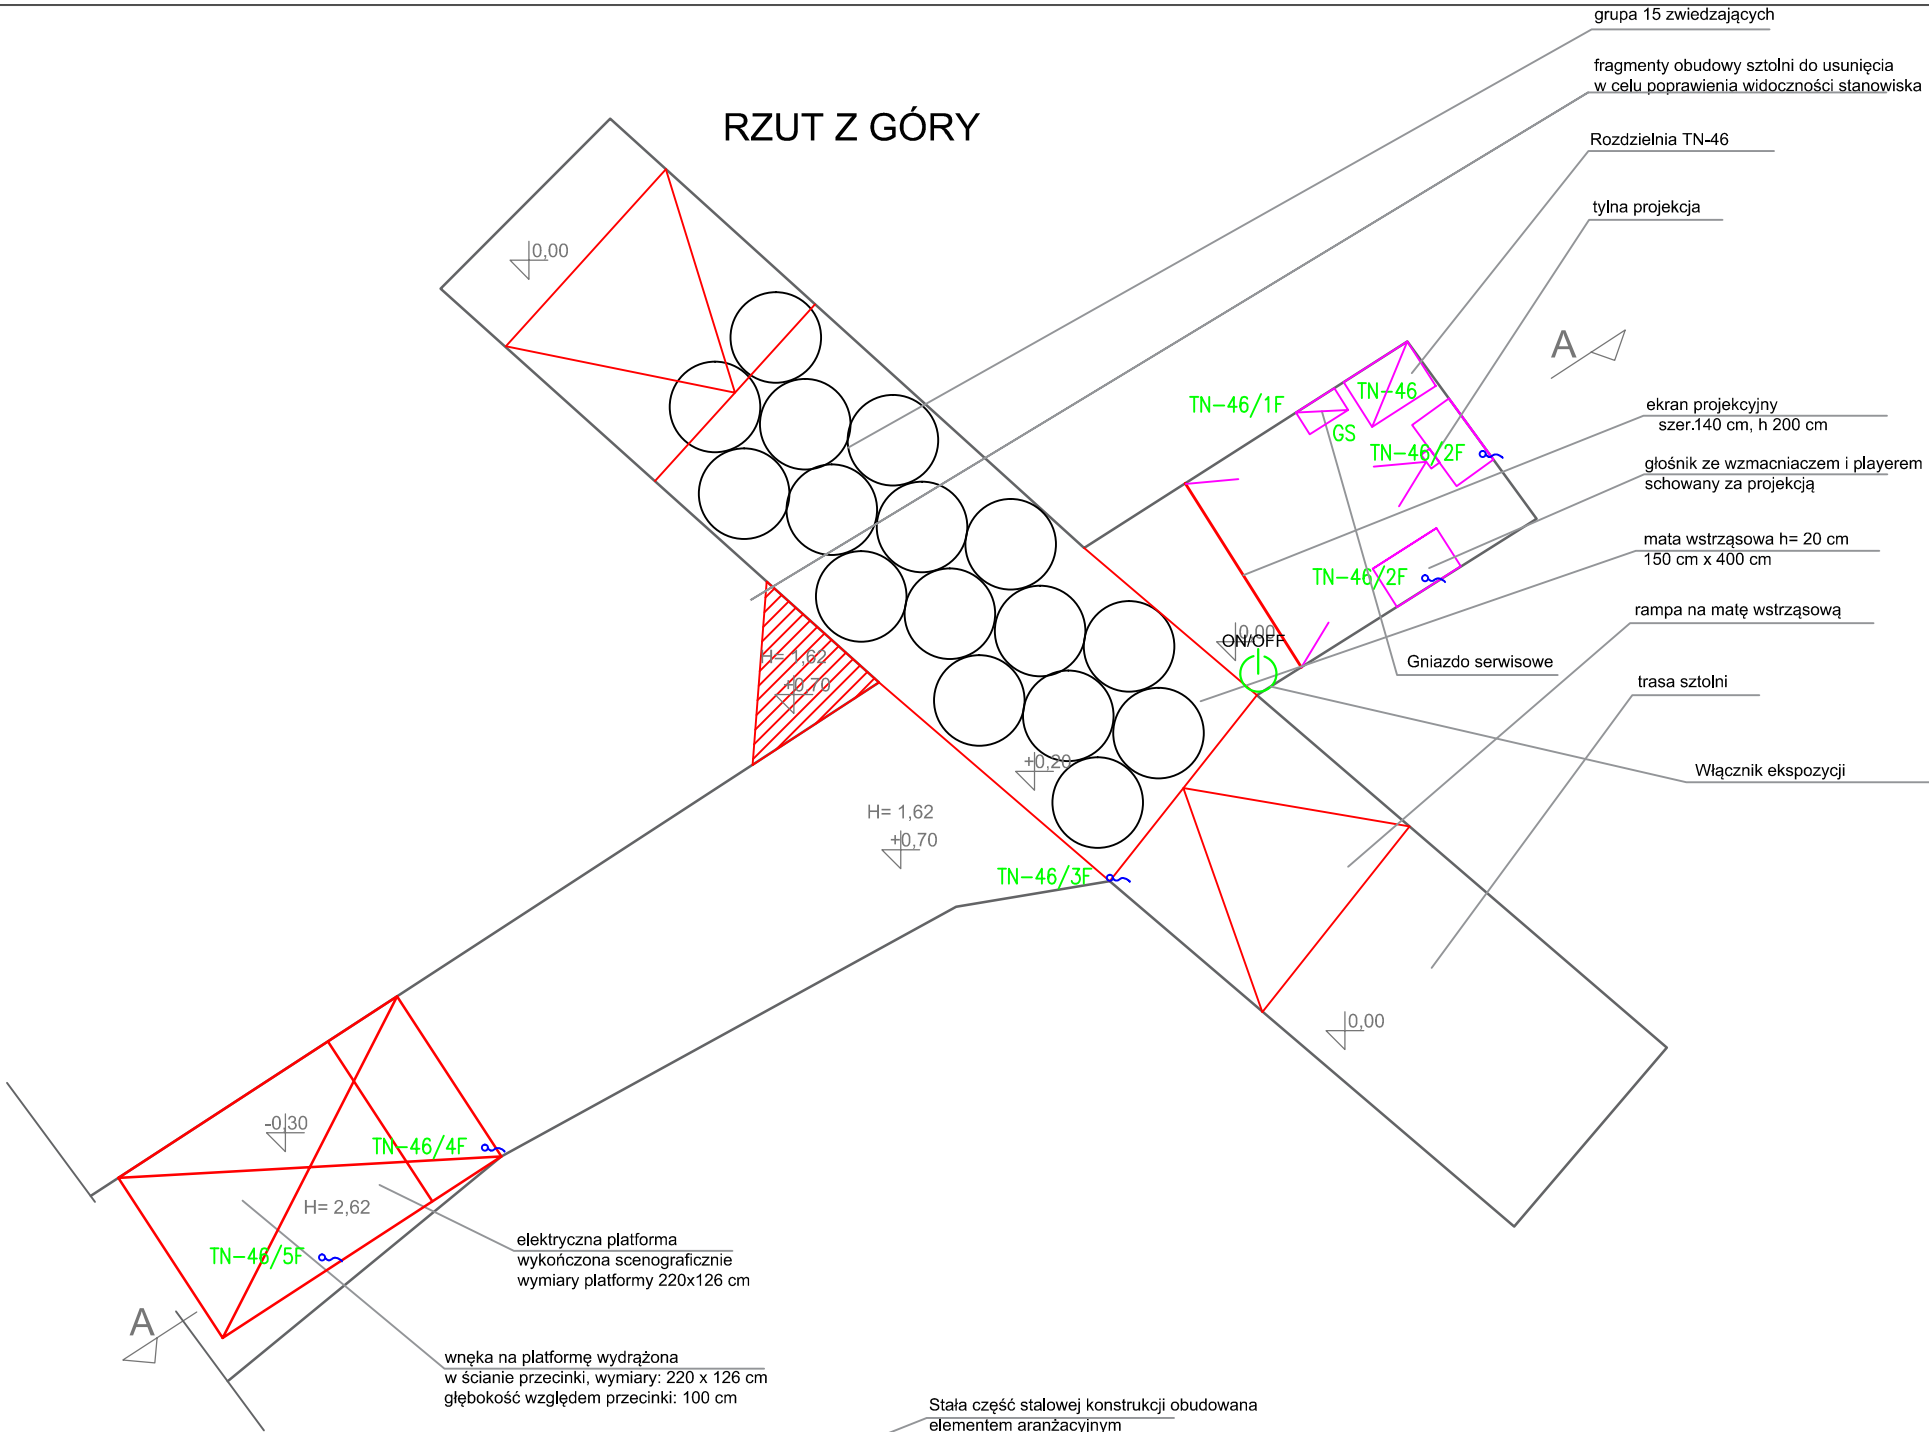 grupa 15 zwiedzających
fragmenty obudowy sztolni do usunięcia
w celu poprawienia widoczności stanowiska
RZUT Z GÓRY
Rozdzielnia TN-46
tylna projekcja
0,00
A
TN-46/1F
TN-46
GS
TN-46/2F
ekran projekcyjny
szer.140 cm, h 200 cm
głośnik ze wzmacniaczem i playerem
schowany za projekcją
mata wstrząsowa h= 20 cm
150 cm x 400 cm
TN-46/2F
rampa na matę wstrząsową
0,00
ON/OFF
H= 1,62
+0,70
Gniazdo serwisowe
trasa sztolni
+0,20
Włącznik ekspozycji
H= 1,62
+0,70
TN-46/3F
0,00
-0,30
TN-46/4F
H= 2,62
TN-46/5F
elektryczna platforma
wykończona scenograficznie
wymiary platformy 220x126 cm
A
wnęka na platformę wydrążona
w ścianie przecinki, wymiary: 220 x 126 cm
głębokość względem przecinki: 100 cm
Stała część stalowej konstrukcji obudowana
elementem aranżacyjnym